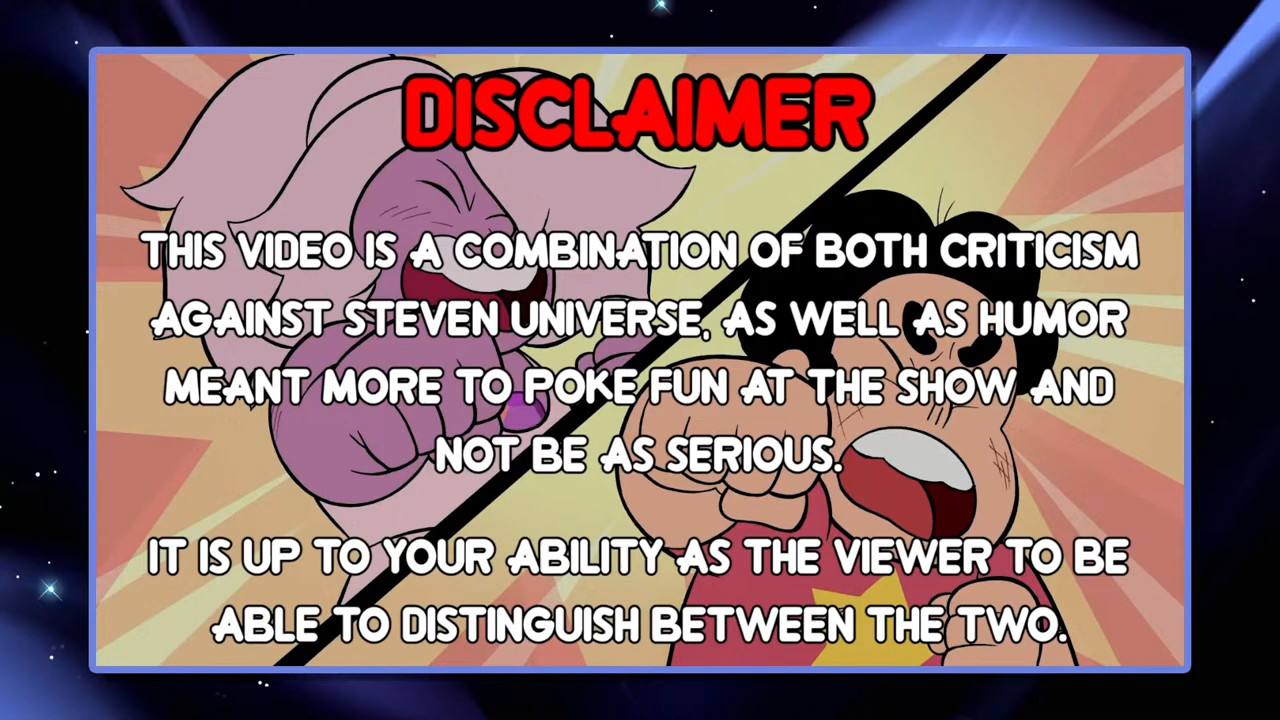 DISCLAIMER
THIS VIDEO IS A COMBINATION OF BOTH CRITICISM
AGAINST STEVEN UNIVERSE, AS WELL AS HUMOR
MEANT MORE TO POKE FUN AT THE SHOW AND
NOT BE AS SERIOUS.
IT IS UP TO YOUR ABILITY AS THE VIEWER TO BE
ABLE TO DISTINGUISH BETWEEN THE TWO.